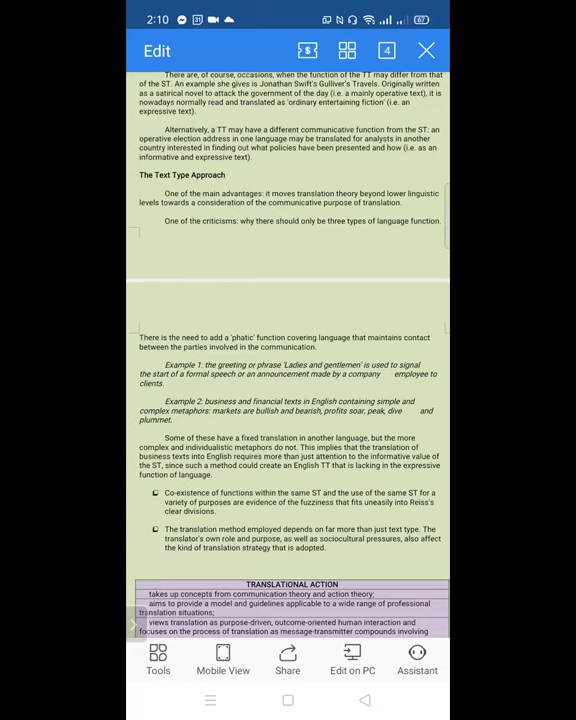 2:10
31
67
Edit
$
4
There are, of course, occasions, when the function of the TT may differ from that
of the ST. An example she gives is Jonathan Swift's Gulliver's Travels. Originally written
as a satirical novel to attack the government of the day (i.e. a mainly operative text), it is
nowadays normally read and translated as 'ordinary entertaining fiction' (i.e. an
expressive text).
Alternatively, a TT may have a different communicative function from the ST: an
operative election address in one language may be translated for analysts in another
country interested in finding out what policies have been presented and how (i.e. as an
informative and expressive text).
The Text Type Approach
One of the main advantages: it moves translation theory beyond lower linguistic
levels towards a consideration of the communicative purpose of translation.
One of the criticisms: why there should only be three types of language function.
There is the need to add a 'phatic' function covering language that maintains contact
between the parties involved in the communication.
Example 1: the greeting or phrase 'Ladies and gentlemen' is used to signal
the start of a formal speech or an announcement made by a company employee to
clients.
Example 2: business and financial texts in English containing simple and
complex metaphors: markets are bullish and bearish, profits soar, peak, dive and
plummet.
Some of these have a fixed translation in another language, but the more
complex and individualistic metaphors do not. This implies that the translation of
business texts into English requires more than just attention to the informative value of
the ST, since such a method could create an English TT that is lacking in the expressive
function of language.
Co-existence of functions within the same ST and the use of the same ST for a
variety of purposes are evidence of the fuzziness that fits uneasily into Reiss's
clear divisions.
The translation method employed depends on far more than just text type. The
translator's own role and purpose, as well as sociocultural pressures, also affect
the kind of translation strategy that is adopted.
TRANSLATIONAL ACTION
takes up concepts from communication theory and action theory;
aims to provide a model and guidelines applicable to a wide range of professional
translation situations;
views translation as purpose-driven, outcome-oriented human interaction and
focuses on the process of translation as message-transmitter compounds involving
Tools
Mobile View
Share
Edit on PC
Assistant